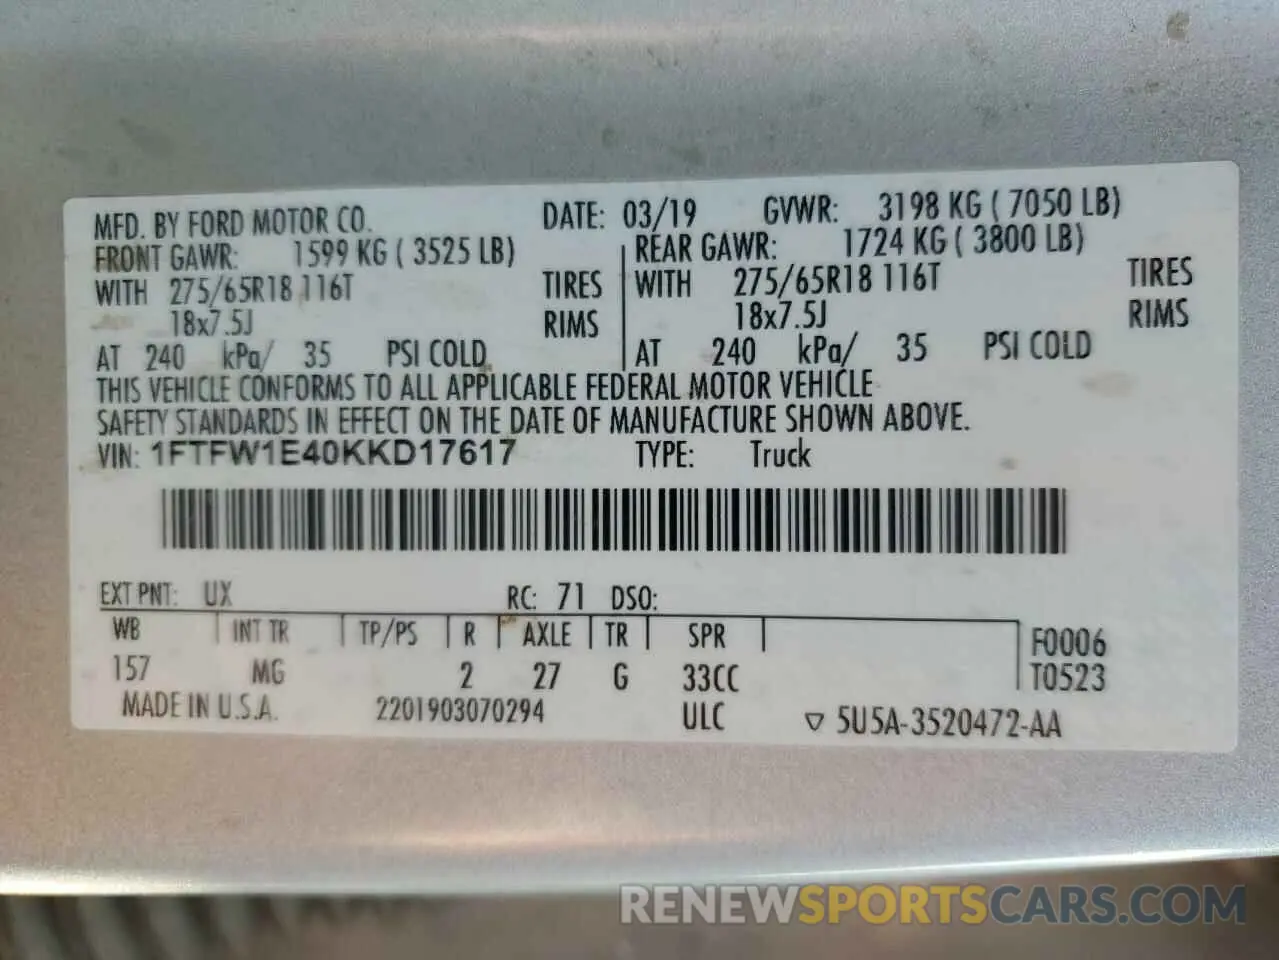 MFD. BY FORD MOTOR CO. DATE: 03/19 GVWR: 3198 KG ( 7050 LB)
FRONT GAWR: 1599 KG ( 3525 LB) REAR GAWR: 1724 KG ( 3800 LB)
WITH 275/65R18 116T TIRES WITH 275/65R18 116T TIRES
18x7.5J RIMS 18x7.5J RIMS
AT 240 kPa/ 35 PSI COLD AT 240 kPa/ 35 PSI COLD
THIS VEHICLE CONFORMS TO ALL APPLICABLE FEDERAL MOTOR VEHICLE
SAFETY STANDARDS IN EFFECT ON THE DATE OF MANUFACTURE SHOWN ABOVE.
VIN: 1FTFW1E40KKD17617 TYPE: Truck
EXT PNT: UX RC: 71 DSO:
WB INT TR TP/PS R AXLE TR SPR F0006
157 MG 2 27 G 33CC T0523
MADE IN U.S.A. 2201903070294 ULC ▽ 5U5A-3520472-AA
RENEWSPORTSCARS.COM